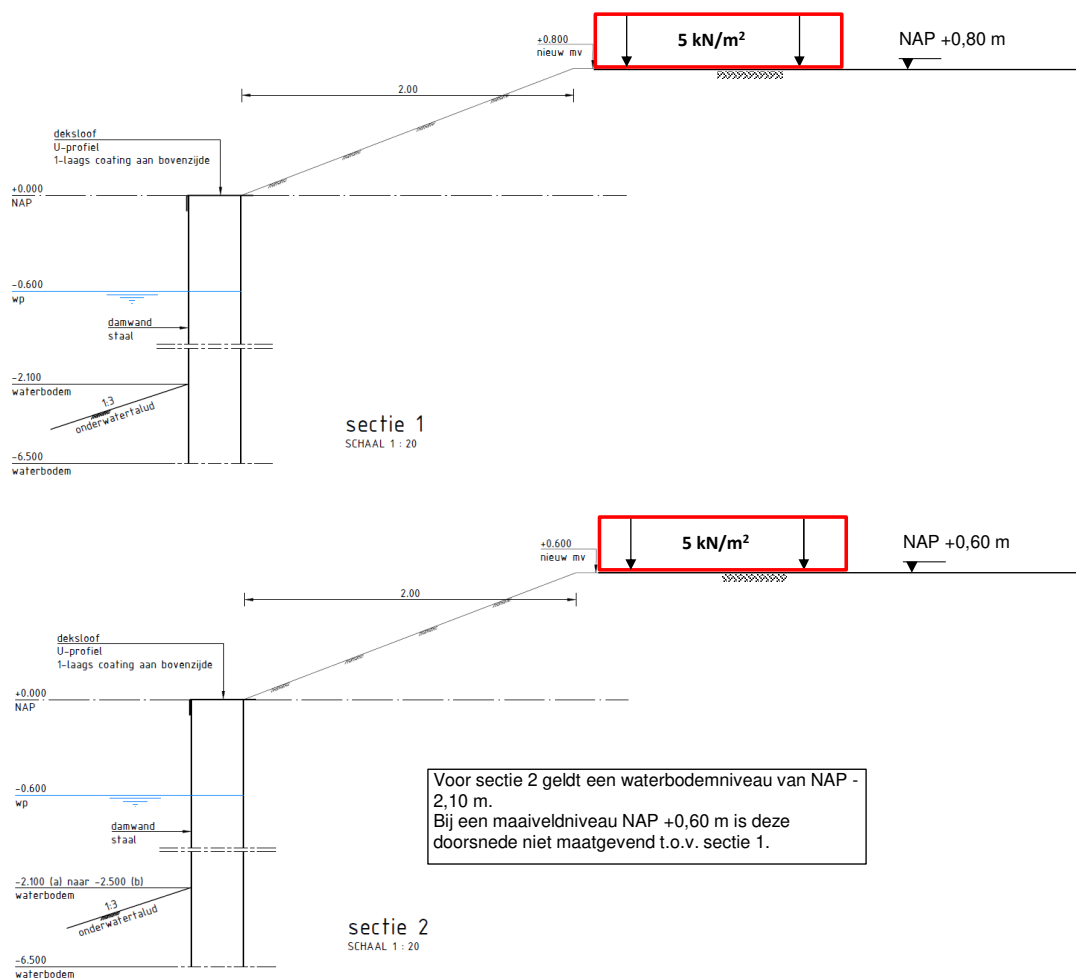 +0.800
nieuw mv
5 kN/m²
NAP +0,80 m
2.00
deksloof
U-profiel
1-laags coating aan bovenzijde
+0.000
NAP
-0.600
wp
damwand
staal
-2.100
waterbodem
1:3
onderwatertalud
sectie 1
SCHAAL 1 : 20
-6.500
waterbodem
+0.600
nieuw mv
5 kN/m²
NAP +0,60 m
2.00
deksloof
U-profiel
1-laags coating aan bovenzijde
+0.000
NAP
-0.600
wp
Voor sectie 2 geldt een waterbodemniveau van NAP -
2,10 m.
Bij een maaiveldniveau NAP +0,60 m is deze
doorsnede niet maatgevend t.o.v. sectie 1.
damwand
staal
-2.100 (a) naar -2.500 (b)
waterbodem
1:3
onderwatertalud
sectie 2
SCHAAL 1 : 20
-6.500
waterbodem